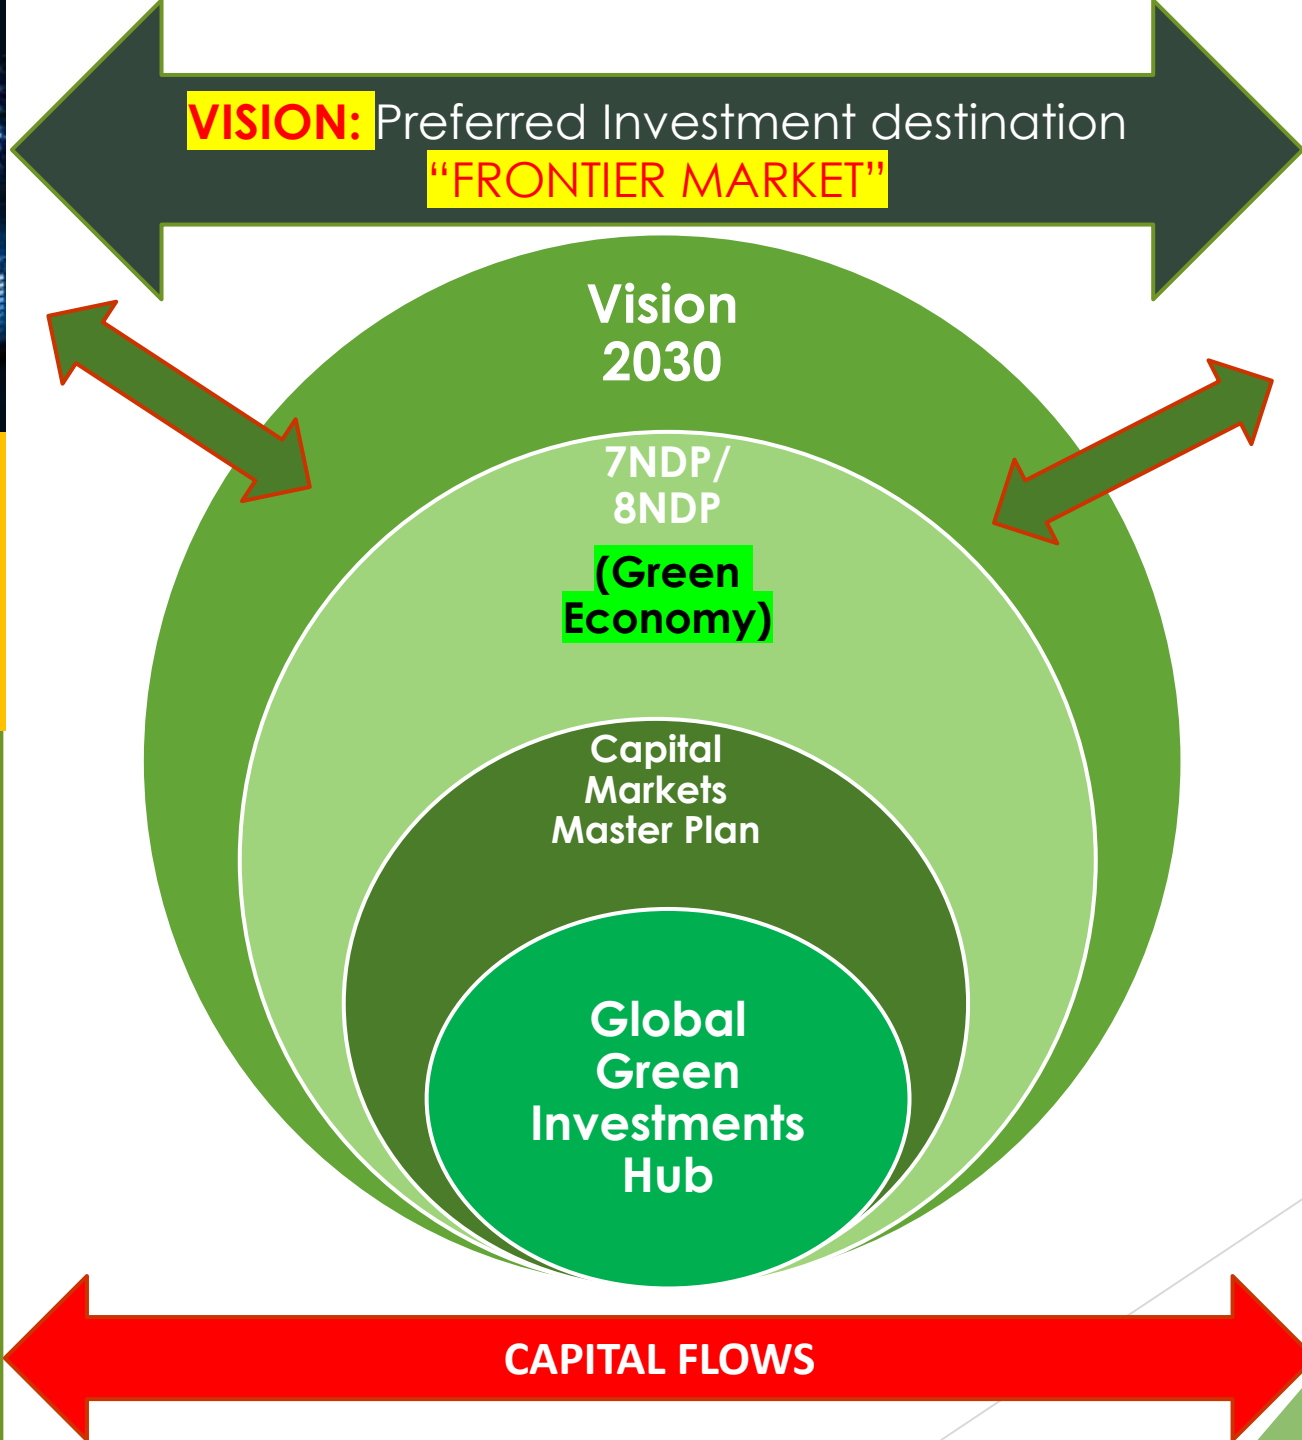 VISION: Preferred Investment destination
“FRONTIER MARKET”
Vision
2030
7NDP/
8NDP
(Green
Economy)
Capital
Markets
Master Plan
Global
Green
Investments
Hub
CAPITAL FLOWS